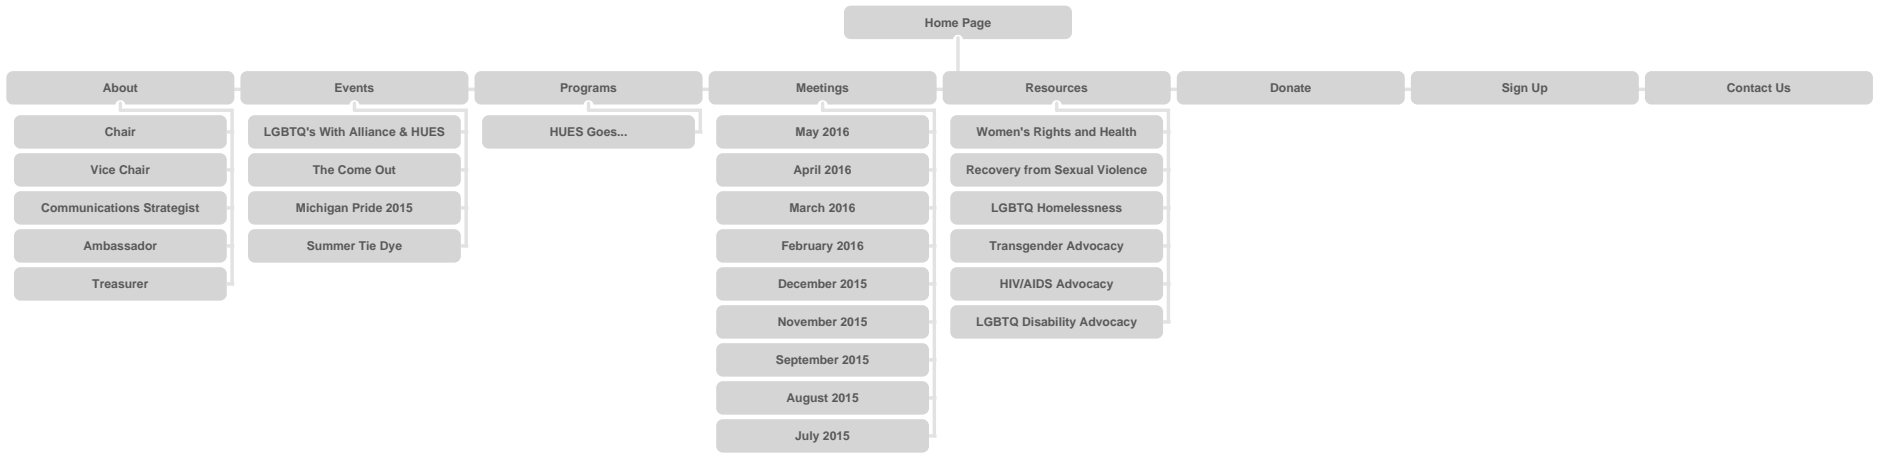 Home Page
About
Events
Programs
Meetings
Resources
Donate
Sign Up
Contact Us
Chair
Vice Chair
Communications Strategist
Ambassador
Treasurer
LGBTQ's With Alliance & HUES
The Come Out
Michigan Pride 2015
Summer Tie Dye
HUES Goes...
May 2016
April 2016
March 2016
February 2016
December 2015
November 2015
September 2015
August 2015
July 2015
Women's Rights and Health
Recovery from Sexual Violence
LGBTQ Homelessness
Transgender Advocacy
HIV/AIDS Advocacy
LGBTQ Disability Advocacy